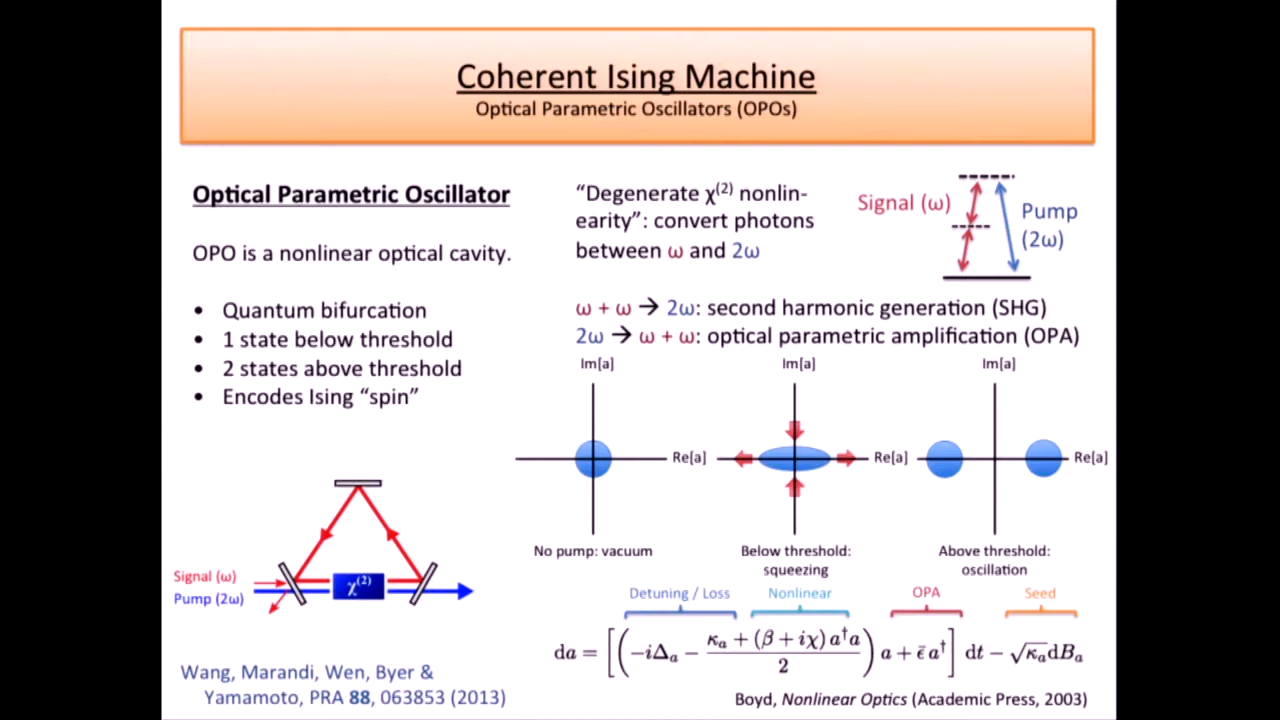 Coherent Ising Machine
Optical Parametric Oscillators (OPOs)
Optical Parametric Oscillator
OPO is a nonlinear optical cavity.
• Quantum bifurcation
• 1 state below threshold
• 2 states above threshold
• Encodes Ising “spin”
“Degenerate χ⁽²⁾ nonlin-
earity”: convert photons
between ω and 2ω
Signal (ω)
Pump
(2ω)
ω + ω → 2ω: second harmonic generation (SHG)
2ω → ω + ω: optical parametric amplification (OPA)
Im[a]
Re[a]
No pump: vacuum
Im[a]
Re[a]
Below threshold:
squeezing
Im[a]
Re[a]
Above threshold:
oscillation
Signal (ω)
Pump (2ω)
χ⁽²⁾
Detuning / Loss
Nonlinear
OPA
Seed
da = [(−iΔₐ − (κₐ + (β + iχ) a†a)/2) a + ε̄ a†] dt − √κₐ dBₐ
Wang, Marandi, Wen, Byer &
Yamamoto, PRA 88, 063853 (2013)
Boyd, Nonlinear Optics (Academic Press, 2003)